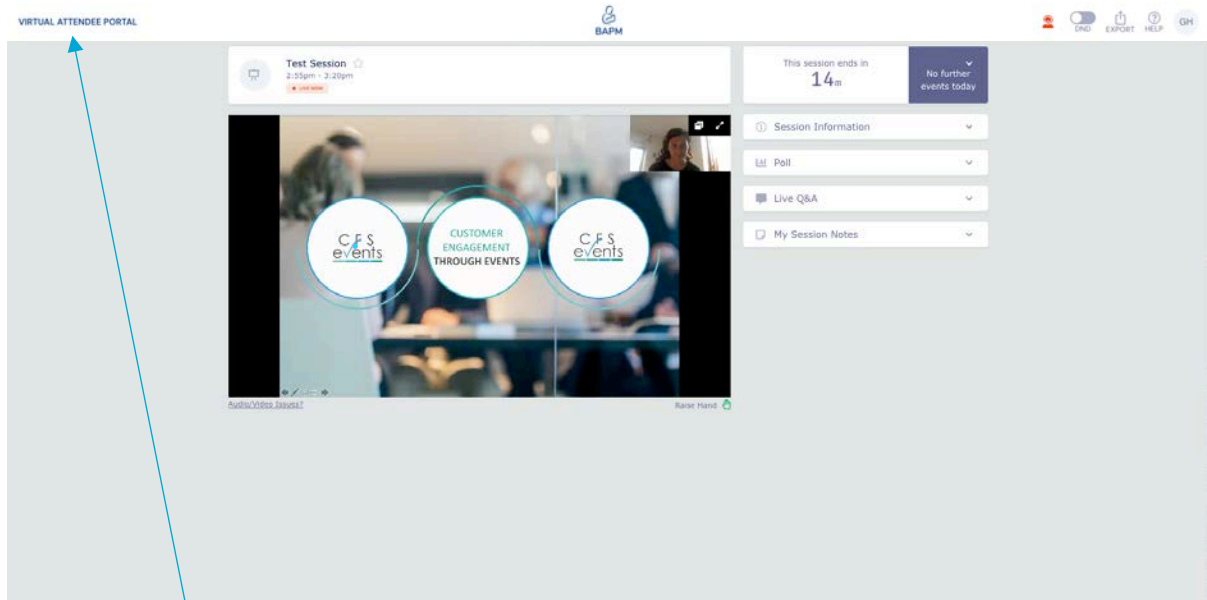 VIRTUAL ATTENDEE PORTAL
BAPM
DND
EXPORT
HELP
GH
Test Session
2:55pm - 3:20pm
LIVE NOW
This session ends in
14m
No further
events today
Session Information
Poll
Live Q&A
My Session Notes
CFS
events
CUSTOMER
ENGAGEMENT
THROUGH EVENTS
CFS
events
Audio/Video Issues?
Raise Hand